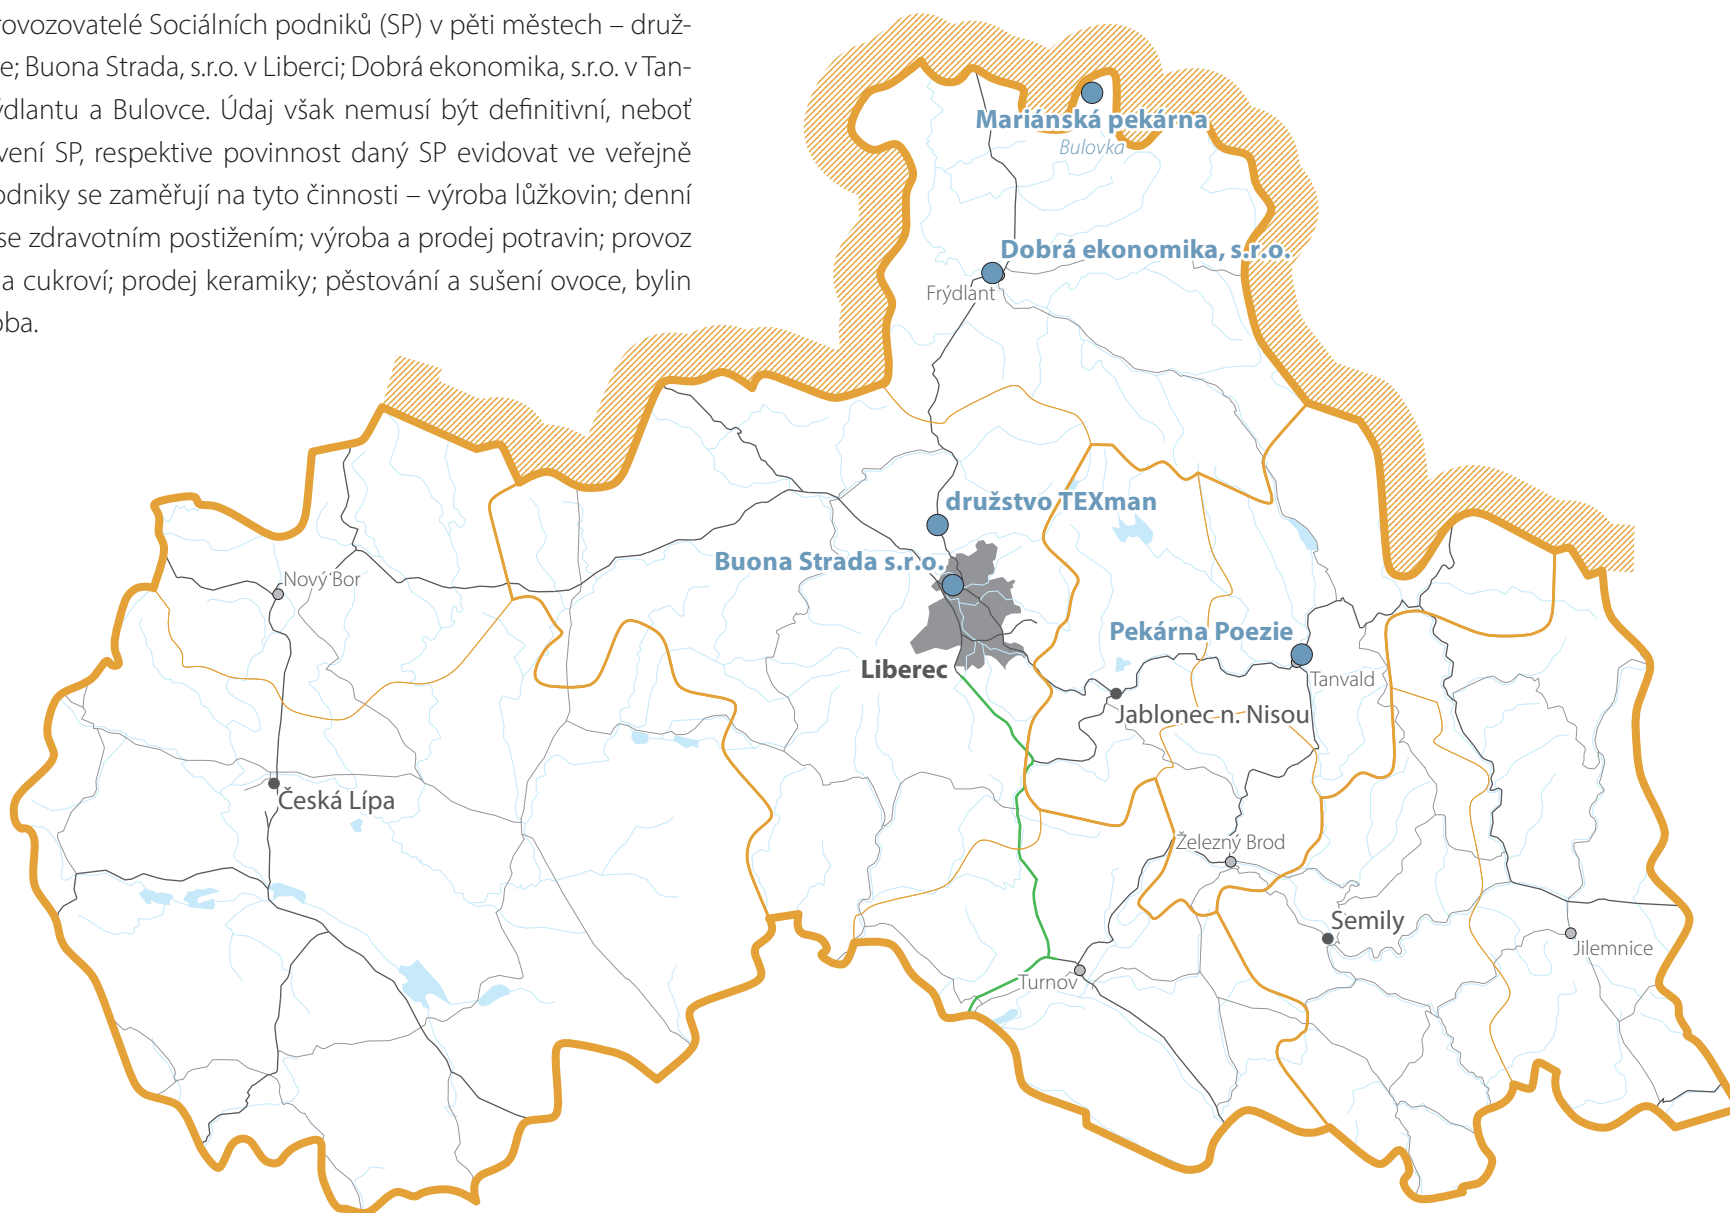 rovozovatelé Sociálních podniků (SP) v pěti městech – druž-
e; Buona Strada, s.r.o. v Liberci; Dobrá ekonomika, s.r.o. v Tan-
ýdlantu a Bulovce. Údaj však nemusí být definitivní, neboť
vení SP, respektive povinnost daný SP evidovat ve veřejně
odniky se zaměřují na tyto činnosti – výroba lůžkovin; denní
se zdravotním postižením; výroba a prodej potravin; provoz
a cukroví; prodej keramiky; pěstování a sušení ovoce, bylin
oba.
Mariánská pekárna
Bulovka
Dobrá ekonomika, s.r.o.
Frýdlant
družstvo TEXman
Buona Strada s.r.o.
Nový Bor
Pekárna Poezie
Liberec
Tanvald
Jablonec n. Nisou
Česká Lípa
Železný Brod
Semily
Jilemnice
Turnov